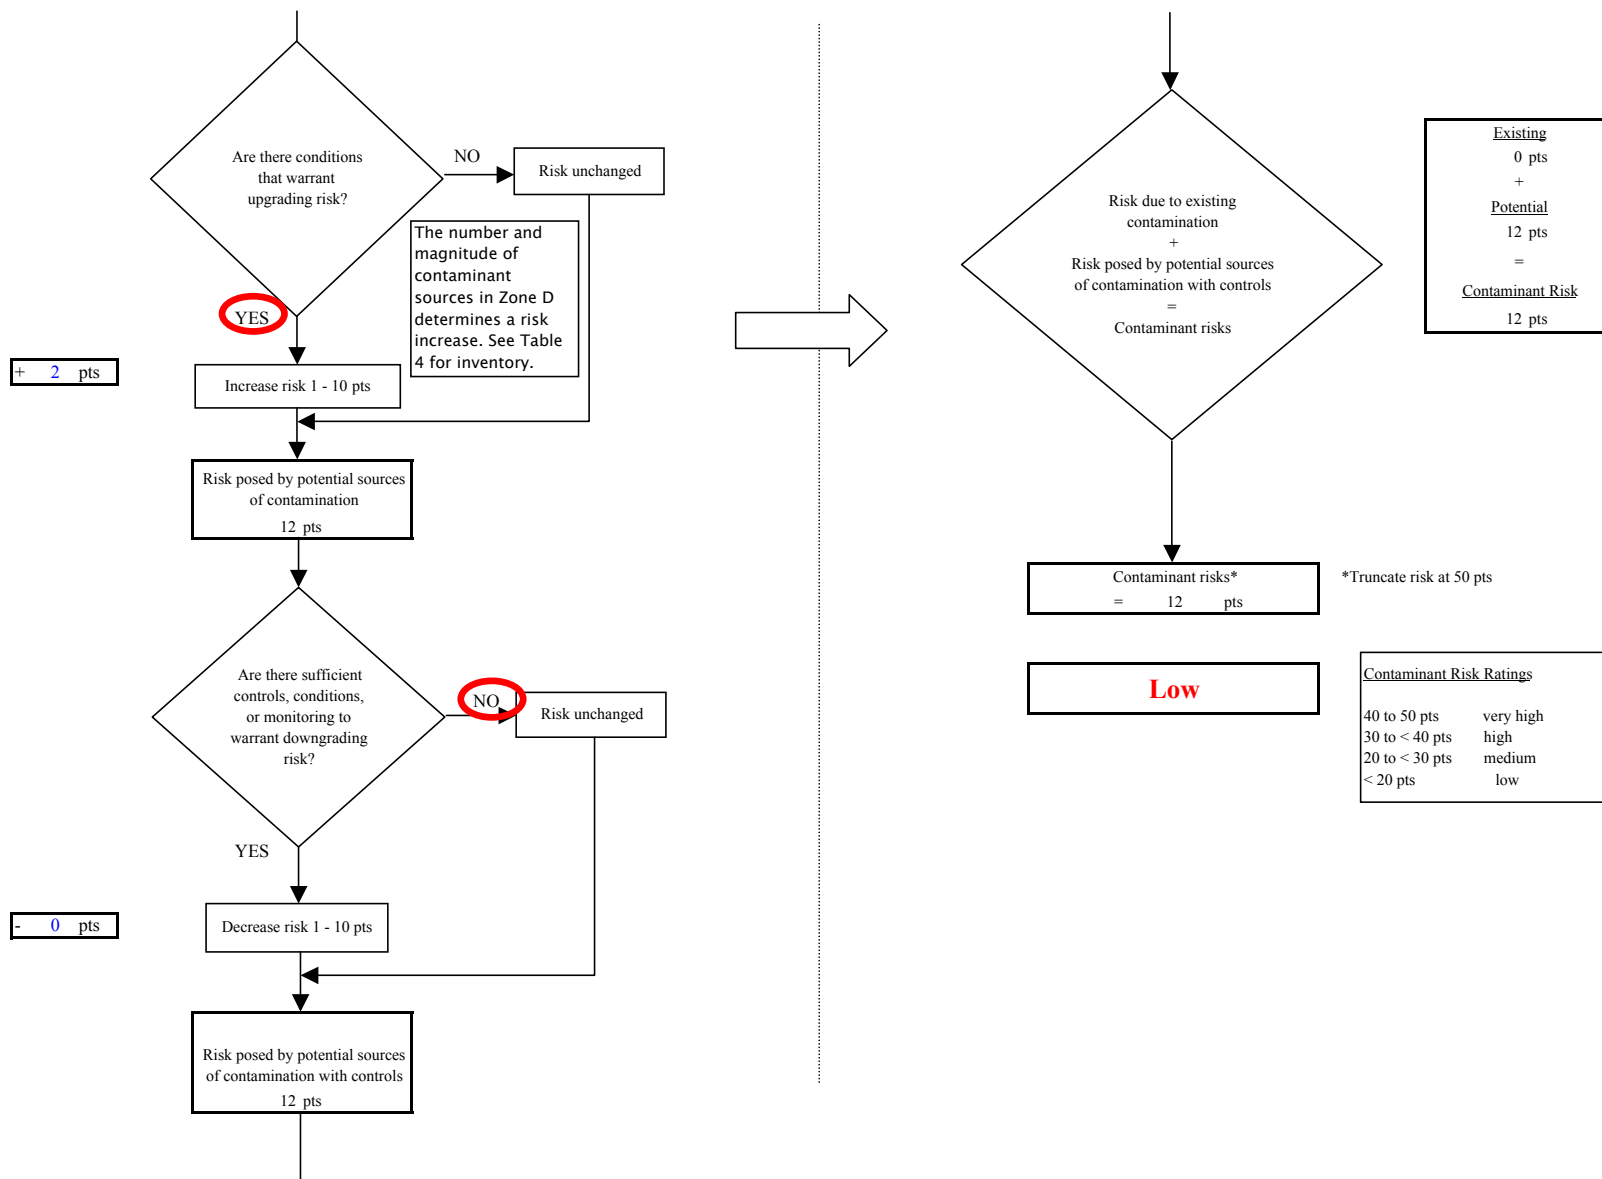 Are there conditions
that warrant
upgrading risk?
NO
Risk unchanged
The number and
magnitude of
contaminant
sources in Zone D
determines a risk
increase. See Table
4 for inventory.
YES
+ 2 pts
Increase risk 1 - 10 pts
Risk posed by potential sources
of contamination
12 pts
Are there sufficient
controls, conditions,
or monitoring to
warrant downgrading
risk?
NO
Risk unchanged
YES
- 0 pts
Decrease risk 1 - 10 pts
Risk posed by potential sources
of contamination with controls
12 pts
Risk due to existing
contamination
+
Risk posed by potential sources
of contamination with controls
=
Contaminant risks
Existing
0 pts
+
Potential
12 pts
=
Contaminant Risk
12 pts
Contaminant risks*
= 12 pts
*Truncate risk at 50 pts
Low
Contaminant Risk Ratings
40 to 50 pts very high
30 to < 40 pts high
20 to < 30 pts medium
< 20 pts low